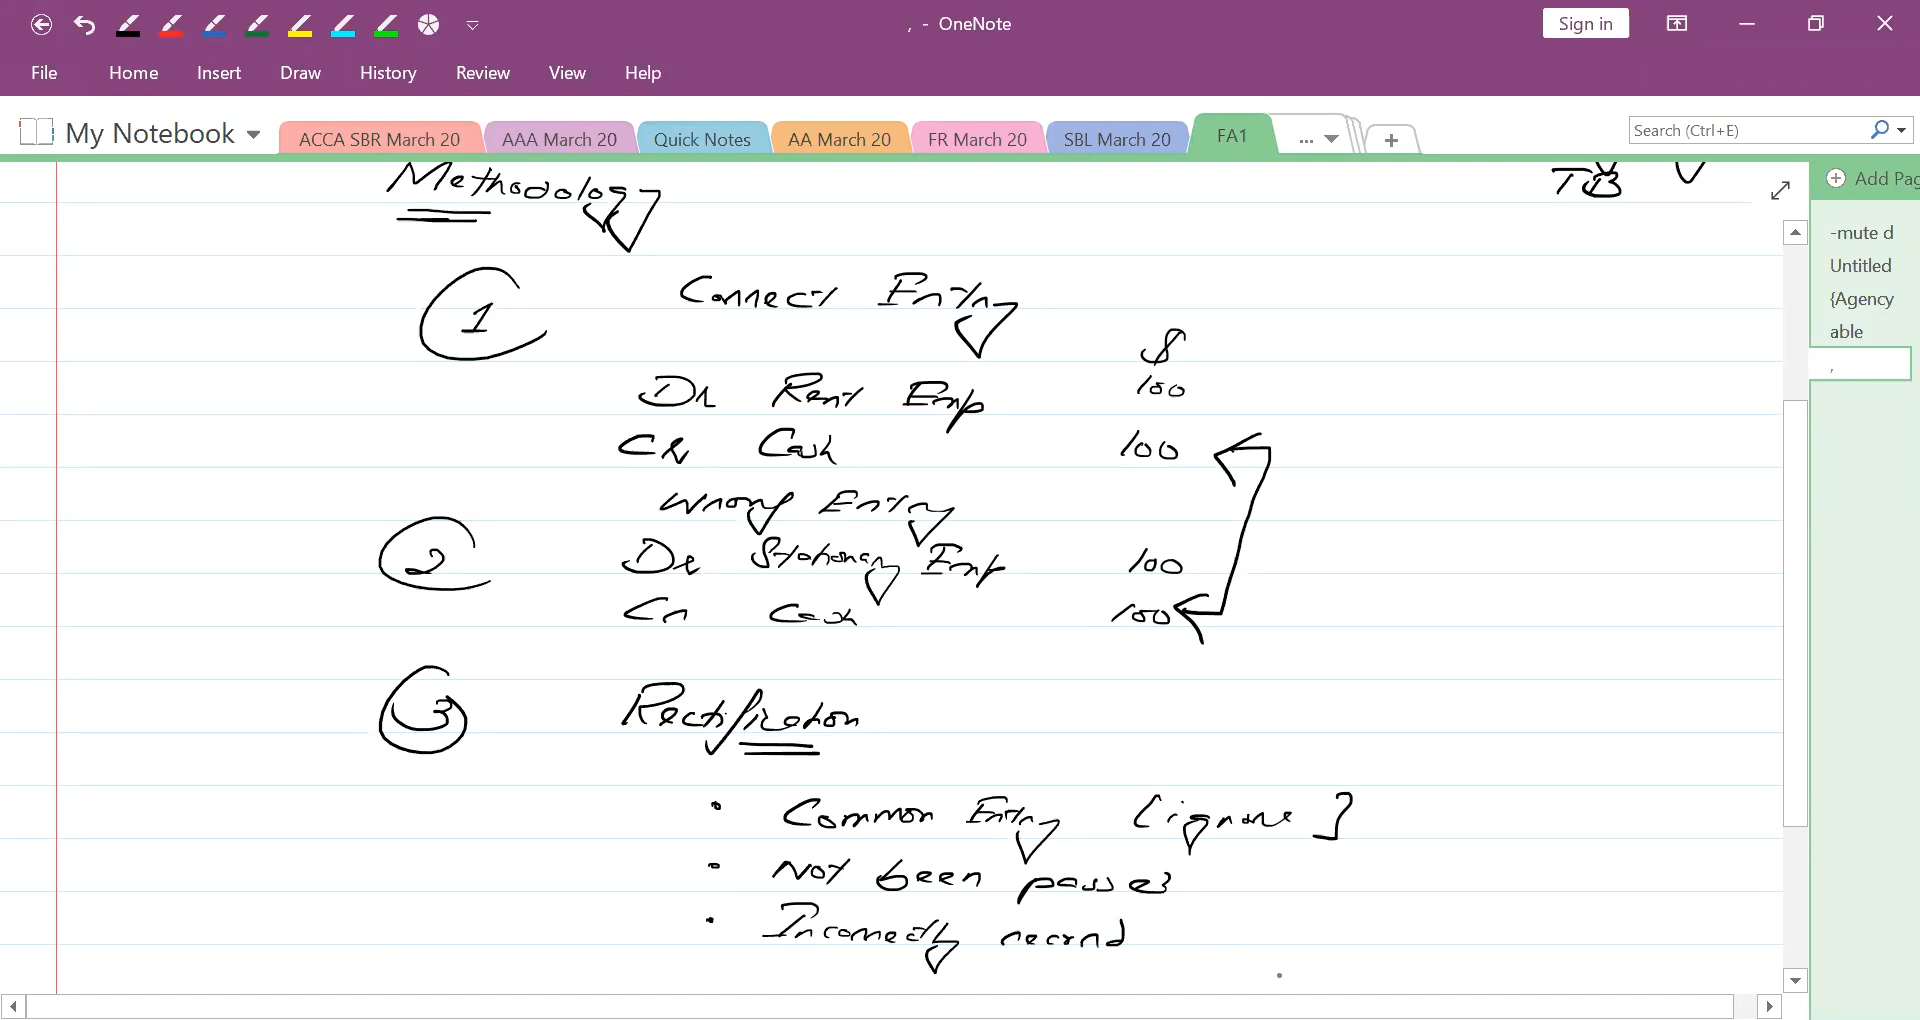 , - OneNote
Sign in
File Home Insert Draw History Review View Help
My Notebook
ACCA SBR March 20
AAA March 20
Quick Notes
AA March 20
FR March 20
SBL March 20
FA1
...
Search (Ctrl+E)
Add Pag
-mute d
Untitled
{Agency
able
,
TB
Methodology
1 Correct Entry
$
Dr Rent Exp 100
Cr Cash 100
Wrong Entry
2 Dr Stationary Exp 100
Cr Cash 100
3 Rectification
• Common Entry [ignore]
• Not been passed
• Incorrectly record